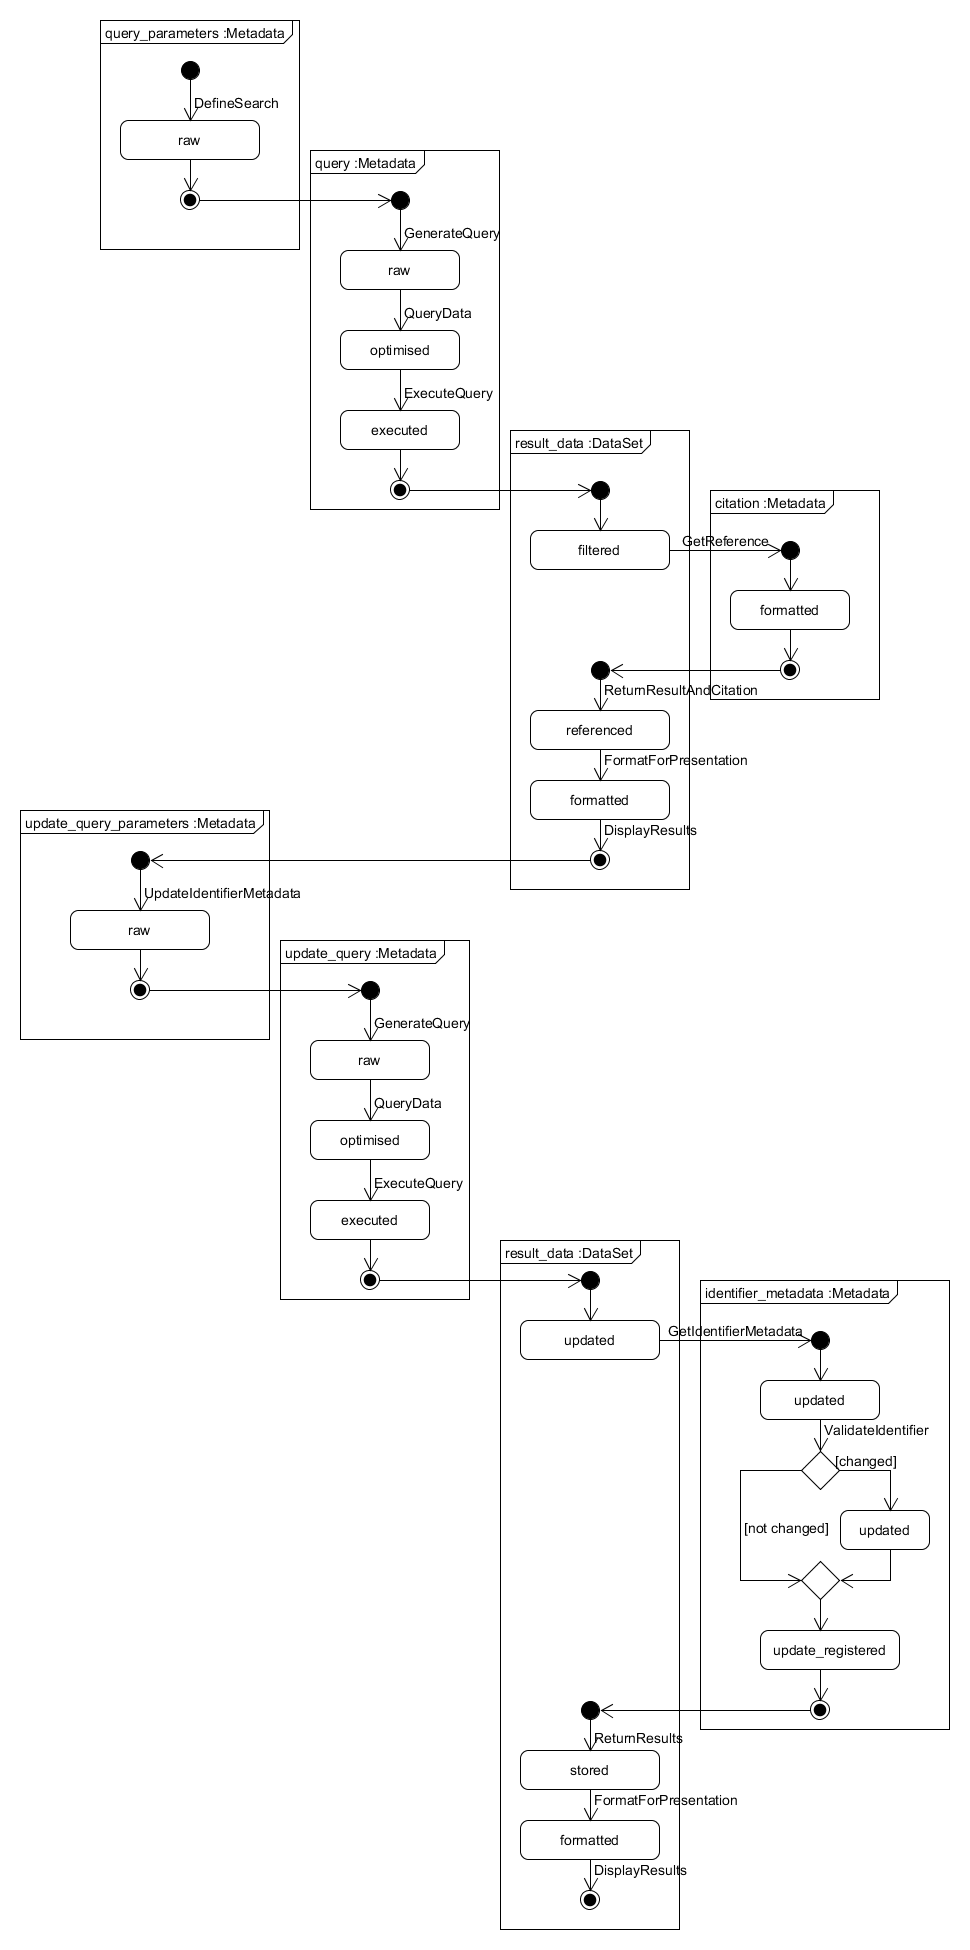 query_parameters :Metadata
DefineSearch
raw
query :Metadata
GenerateQuery
raw
QueryData
optimised
ExecuteQuery
executed
result_data :DataSet
filtered
GetReference
citation :Metadata
formatted
ReturnResultAndCitation
referenced
FormatForPresentation
formatted
DisplayResults
update_query_parameters :Metadata
UpdateIdentifierMetadata
raw
update_query :Metadata
GenerateQuery
raw
QueryData
optimised
ExecuteQuery
executed
result_data :DataSet
updated
GetIdentifierMetadata
identifier_metadata :Metadata
updated
ValidateIdentifier
[changed]
[not changed]
updated
update_registered
ReturnResults
stored
FormatForPresentation
formatted
DisplayResults